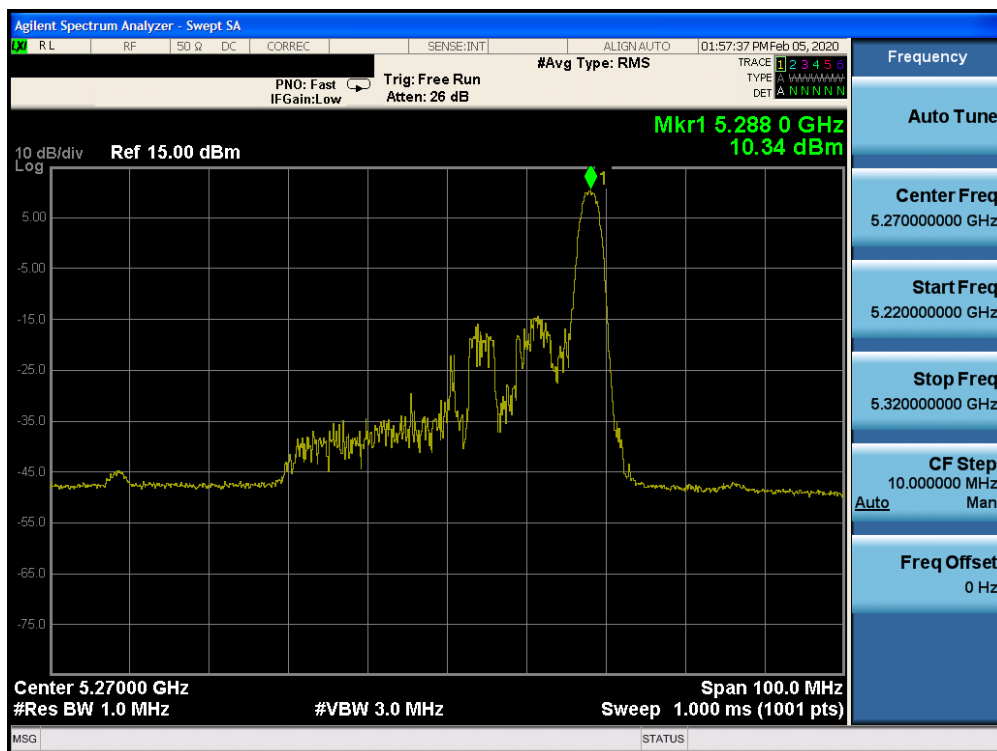 Agilent Spectrum Analyzer - Swept SA
LXI RL RF 50 Ω DC CORREC SENSE:INT ALIGN AUTO 01:57:37 PM Feb 05, 2020
#Avg Type: RMS TRACE 1 2 3 4 5 6
PNO: Fast Trig: Free Run TYPE A WWWWW
IFGain:Low Atten: 26 dB DET A N N N N N
Frequency
Mkr1 5.288 0 GHz
10.34 dBm
10 dB/div Ref 15.00 dBm
Log
1
5.00
-5.00
-15.0
-25.0
-35.0
-45.0
-55.0
-65.0
-75.0
Center 5.27000 GHz Span 100.0 MHz
#Res BW 1.0 MHz #VBW 3.0 MHz Sweep 1.000 ms (1001 pts)
MSG STATUS
Auto Tune
Center Freq
5.270000000 GHz
Start Freq
5.220000000 GHz
Stop Freq
5.320000000 GHz
CF Step
10.000000 MHz
Auto Man
Freq Offset
0 Hz